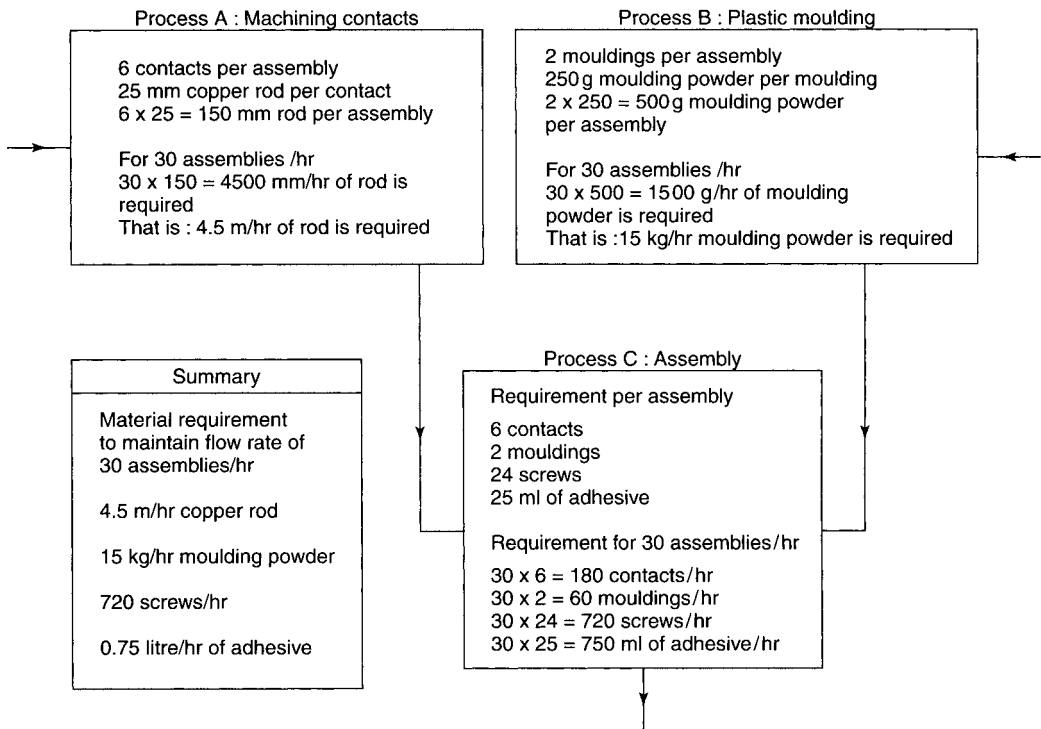 Process A : Machining contacts
6 contacts per assembly
25 mm copper rod per contact
6 x 25 = 150 mm rod per assembly
For 30 assemblies /hr
30 x 150 = 4500 mm/hr of rod is
required
That is : 4.5 m/hr of rod is required
Process B : Plastic moulding
2 mouldings per assembly
250 g moulding powder per moulding
2 x 250 = 500 g moulding powder
per assembly
For 30 assemblies /hr
30 x 500 = 1500 g/hr of moulding
powder is required
That is :15 kg/hr moulding powder is required
Summary
Material requirement
to maintain flow rate of
30 assemblies/hr
4.5 m/hr copper rod
15 kg/hr moulding powder
720 screws/hr
0.75 litre/hr of adhesive
Process C : Assembly
Requirement per assembly
6 contacts
2 mouldings
24 screws
25 ml of adhesive
Requirement for 30 assemblies/hr
30 x 6 = 180 contacts/hr
30 x 2 = 60 mouldings/hr
30 x 24 = 720 screws/hr
30 x 25 = 750 ml of adhesive/hr